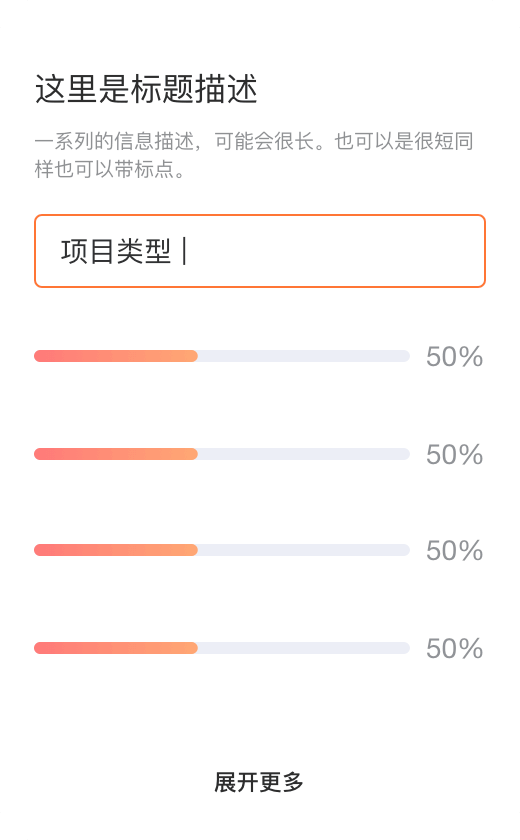 这里是标题描述
一系列的信息描述，可能会很长。也可以是很短同
样也可以带标点。
项目类型
50%
50%
50%
50%
展开更多